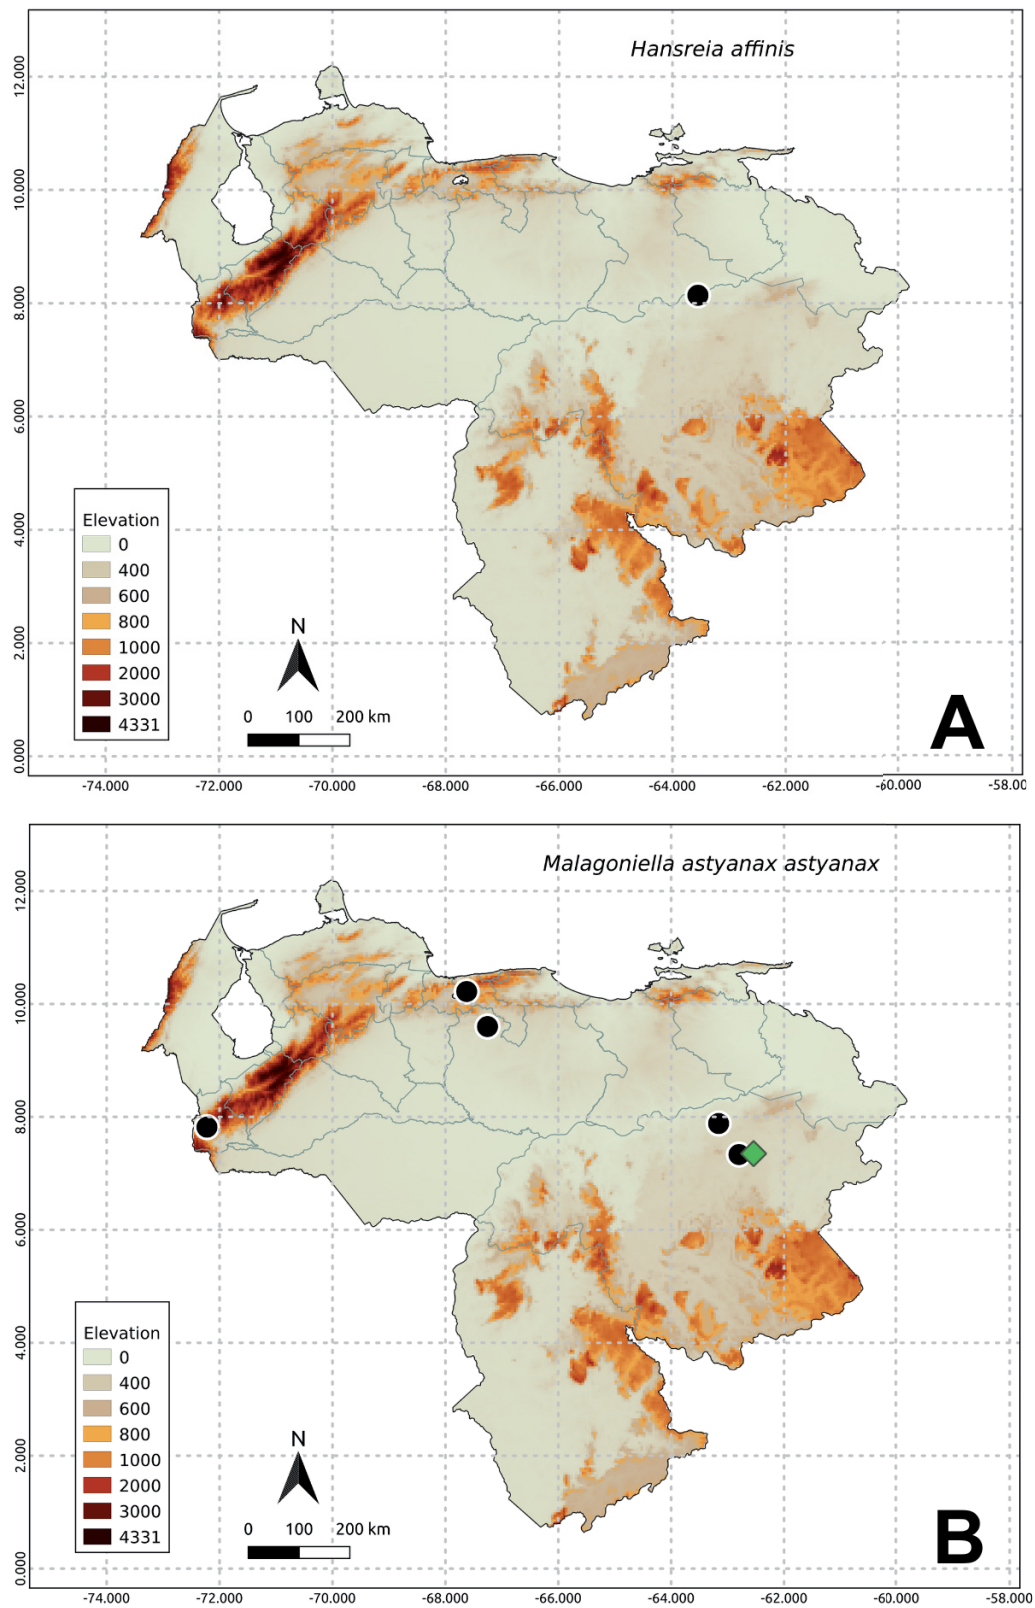 Hansreia affinis
12.000
10.000
8.000
6.000
4.000
2.000
0.000
Elevation
0
400
600
800
1000
2000
3000
4331
N
0 100 200 km
A
-74.000 -72.000 -70.000 -68.000 -66.000 -64.000 -62.000 -60.000 -58.00
Malagoniella astyanax astyanax
12.000
10.000
8.000
6.000
4.000
2.000
0.000
Elevation
0
400
600
800
1000
2000
3000
4331
N
0 100 200 km
B
-74.000 -72.000 -70.000 -68.000 -66.000 -64.000 -62.000 -60.000 -58.000